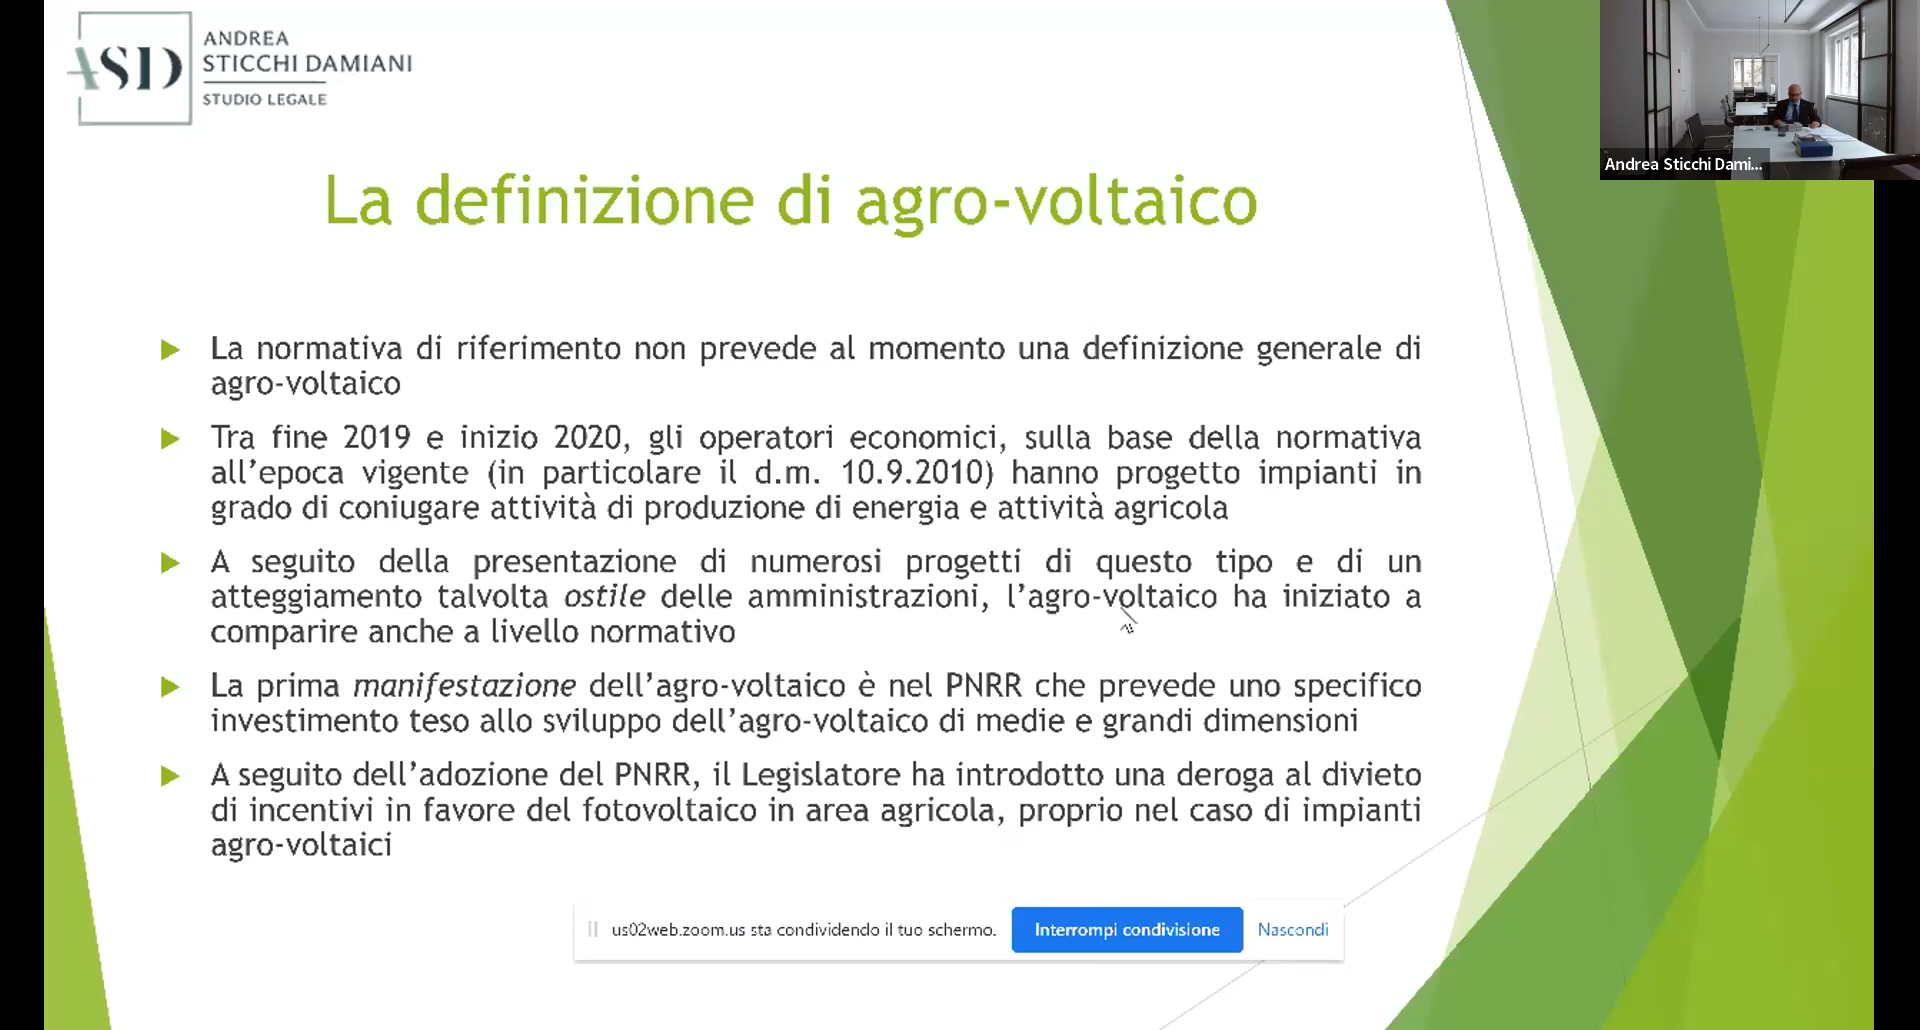 ASD
ANDREA
STICCHI DAMIANI
STUDIO LEGALE
Andrea Sticchi Dami...
La definizione di agro-voltaico
La normativa di riferimento non prevede al momento una definizione generale di
agro-voltaico
Tra fine 2019 e inizio 2020, gli operatori economici, sulla base della normativa
all'epoca vigente (in particolare il d.m. 10.9.2010) hanno progetto impianti in
grado di coniugare attività di produzione di energia e attività agricola
A seguito della presentazione di numerosi progetti di questo tipo e di un
atteggiamento talvolta ostile delle amministrazioni, l'agro-voltaico ha iniziato a
comparire anche a livello normativo
La prima manifestazione dell'agro-voltaico è nel PNRR che prevede uno specifico
investimento teso allo sviluppo dell'agro-voltaico di medie e grandi dimensioni
A seguito dell'adozione del PNRR, il Legislatore ha introdotto una deroga al divieto
di incentivi in favore del fotovoltaico in area agricola, proprio nel caso di impianti
agro-voltaici
us02web.zoom.us sta condividendo il tuo schermo. Interrompi condivisione Nascondi